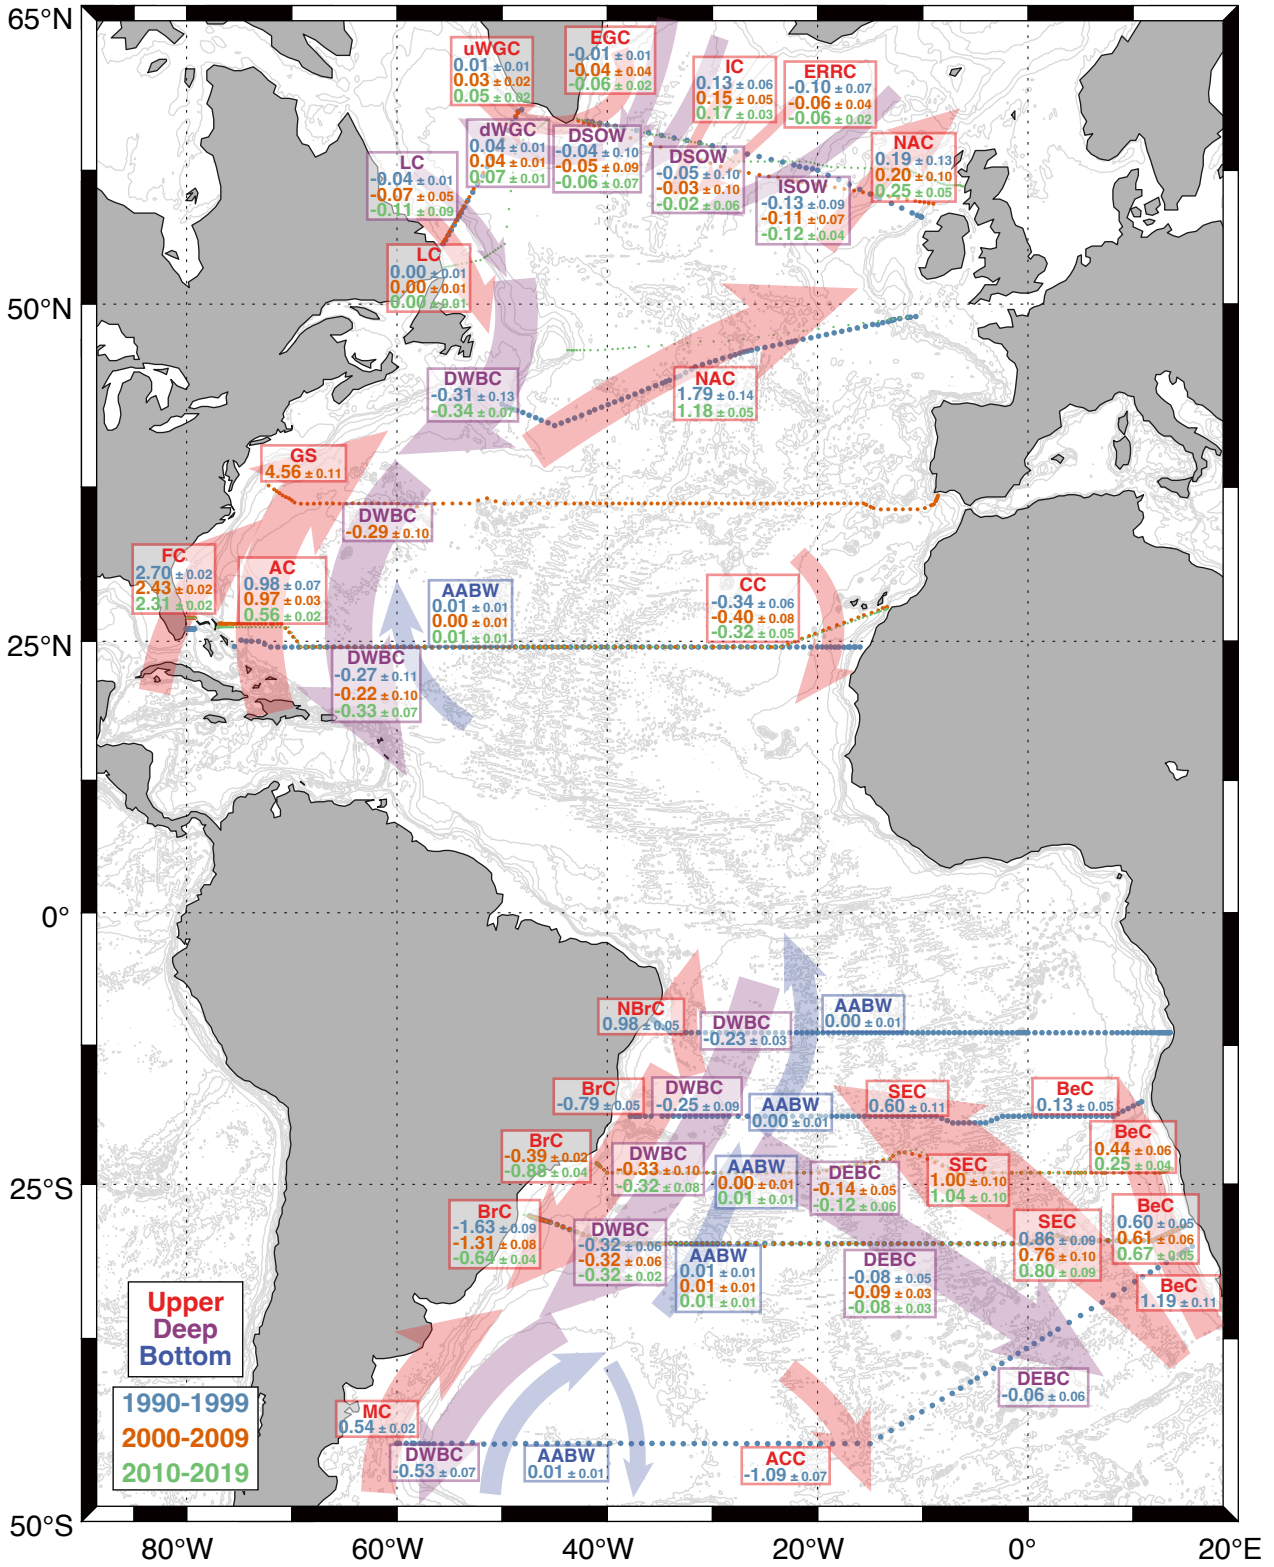 65°N
50°N
25°N
0°
25°S
50°S
uWGC
0.01 ± 0.01
0.03 ± 0.02
0.05 ± 0.02
EGC
-0.01 ± 0.01
-0.04 ± 0.04
-0.06 ± 0.02
IC
0.13 ± 0.06
0.15 ± 0.05
0.17 ± 0.03
ERRC
-0.10 ± 0.07
-0.06 ± 0.04
-0.06 ± 0.02
NAC
0.19 ± 0.13
0.20 ± 0.10
0.25 ± 0.05
dWGC
0.04 ± 0.01
0.04 ± 0.01
0.07 ± 0.01
DSOW
-0.04 ± 0.10
-0.05 ± 0.09
-0.06 ± 0.07
DSOW
-0.05 ± 0.10
-0.03 ± 0.10
-0.02 ± 0.06
ISOW
-0.13 ± 0.09
-0.11 ± 0.07
-0.12 ± 0.04
LC
-0.04 ± 0.01
-0.07 ± 0.05
-0.11 ± 0.09
LC
0.00 ± 0.01
0.00 ± 0.01
0.00 ± 0.01
DWBC
-0.31 ± 0.13
-0.34 ± 0.07
NAC
1.79 ± 0.14
1.18 ± 0.05
GS
4.56 ± 0.11
DWBC
-0.29 ± 0.10
FC
2.70 ± 0.02
2.43 ± 0.02
2.31 ± 0.02
AC
0.98 ± 0.07
0.97 ± 0.03
0.56 ± 0.02
AABW
0.01 ± 0.01
0.00 ± 0.01
0.01 ± 0.01
CC
-0.34 ± 0.06
-0.40 ± 0.08
-0.32 ± 0.05
DWBC
-0.27 ± 0.11
-0.22 ± 0.10
-0.33 ± 0.07
NBrC
0.98 ± 0.05
DWBC
-0.23 ± 0.03
AABW
0.00 ± 0.01
BrC
-0.79 ± 0.05
DWBC
-0.25 ± 0.09
AABW
0.00 ± 0.01
SEC
0.60 ± 0.11
BeC
0.13 ± 0.05
BrC
-0.39 ± 0.02
-0.88 ± 0.04
DWBC
-0.33 ± 0.10
-0.32 ± 0.08
AABW
0.00 ± 0.01
0.01 ± 0.01
DEBC
-0.14 ± 0.05
-0.12 ± 0.06
SEC
1.00 ± 0.10
1.04 ± 0.10
BeC
0.44 ± 0.06
0.25 ± 0.04
BrC
-1.63 ± 0.09
-1.31 ± 0.08
-0.64 ± 0.04
DWBC
-0.32 ± 0.06
-0.32 ± 0.06
-0.32 ± 0.02
AABW
0.01 ± 0.01
0.01 ± 0.01
0.01 ± 0.01
DEBC
-0.08 ± 0.05
-0.09 ± 0.03
-0.08 ± 0.03
SEC
0.86 ± 0.09
0.76 ± 0.10
0.80 ± 0.09
BeC
0.60 ± 0.05
0.61 ± 0.06
0.67 ± 0.05
BeC
1.19 ± 0.11
DEBC
-0.06 ± 0.06
MC
0.54 ± 0.02
DWBC
-0.53 ± 0.07
AABW
0.01 ± 0.01
ACC
-1.09 ± 0.07
Upper
Deep
Bottom
1990-1999
2000-2009
2010-2019
80°W
60°W
40°W
20°W
0°
20°E